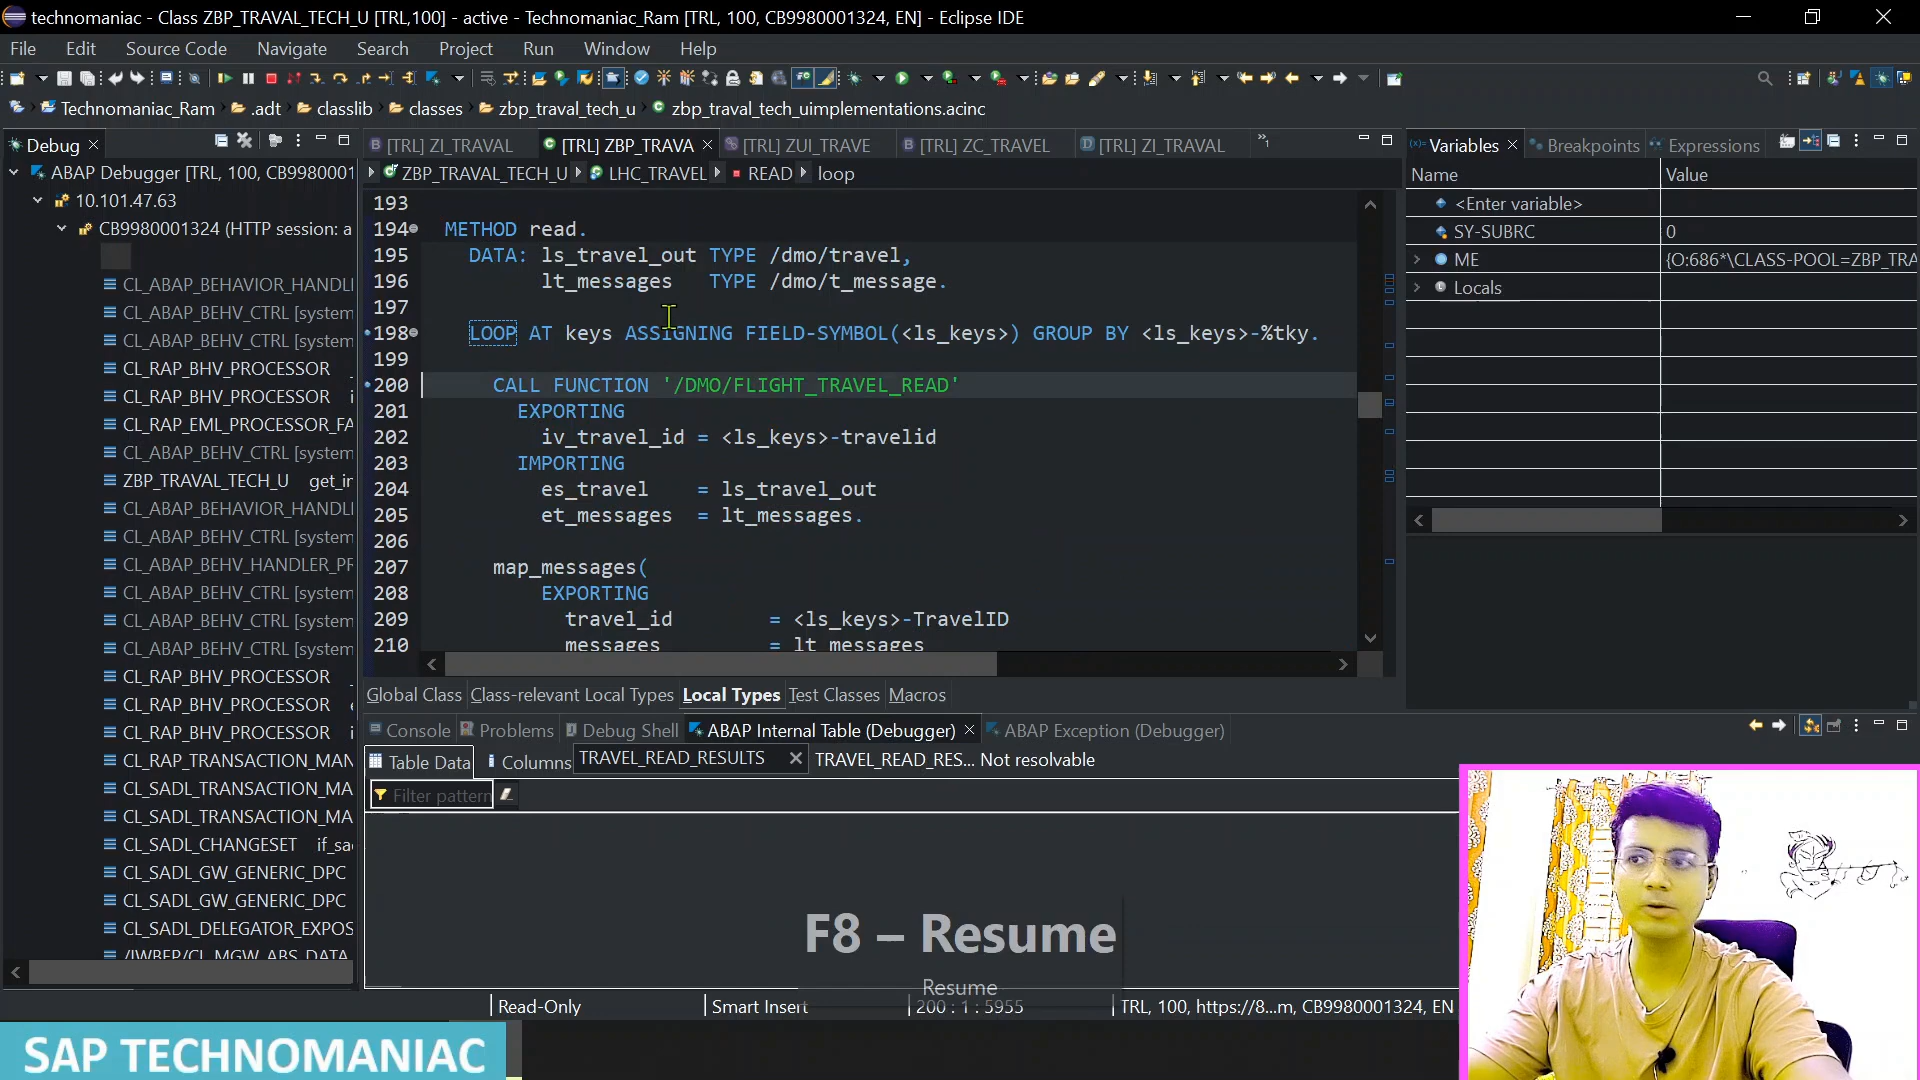 technomaniac - Class ZBP_TRAVAL_TECH_U [TRL,100] - active - Technomaniac_Ram [TRL, 100, CB9980001324, EN] - Eclipse IDE
File Edit Source Code Navigate Search Project Run Window Help
Technomaniac_Ram .adt classlib classes zbp_traval_tech_u zbp_traval_tech_uimplementations.acinc
Debug
ABAP Debugger [TRL, 100, CB9980001
10.101.47.63
CB9980001324 (HTTP session: a
CL_ABAP_BEHAVIOR_HANDLI
CL_ABAP_BEHV_CTRL [system
CL_ABAP_BEHV_CTRL [system
CL_RAP_BHV_PROCESSOR
CL_RAP_BHV_PROCESSOR i
CL_RAP_EML_PROCESSOR_FA
CL_ABAP_BEHV_CTRL [system
ZBP_TRAVAL_TECH_U get_ir
CL_ABAP_BEHAVIOR_HANDLI
CL_ABAP_BEHV_CTRL [system
CL_ABAP_BEHV_HANDLER_PF
CL_ABAP_BEHV_CTRL [system
CL_ABAP_BEHV_CTRL [system
CL_ABAP_BEHV_CTRL [system
CL_RAP_BHV_PROCESSOR
CL_RAP_BHV_PROCESSOR
CL_RAP_BHV_PROCESSOR i
CL_RAP_TRANSACTION_MAN
CL_SADL_TRANSACTION_MA
CL_SADL_TRANSACTION_MA
CL_SADL_CHANGESET if_sa
CL_SADL_GW_GENERIC_DPC
CL_SADL_GW_GENERIC_DPC
CL_SADL_DELEGATOR_EXPOS
/IWBEP/CL_MGW_ABS_DATA
[TRL] ZI_TRAVAL [TRL] ZBP_TRAVA [TRL] ZUI_TRAVE [TRL] ZC_TRAVEL [TRL] ZI_TRAVAL
ZBP_TRAVAL_TECH_U LHC_TRAVEL READ loop
193
194 METHOD read.
195 DATA: ls_travel_out TYPE /dmo/travel,
196 lt_messages TYPE /dmo/t_message.
197
198 LOOP AT keys ASSIGNING FIELD-SYMBOL(<ls_keys>) GROUP BY <ls_keys>-%tky.
199
200 CALL FUNCTION '/DMO/FLIGHT_TRAVEL_READ'
201 EXPORTING
202 iv_travel_id = <ls_keys>-travelid
203 IMPORTING
204 es_travel = ls_travel_out
205 et_messages = lt_messages.
206
207 map_messages(
208 EXPORTING
209 travel_id = <ls_keys>-TravelID
210 messages = lt_messages
Global Class Class-relevant Local Types Local Types Test Classes Macros
Variables Breakpoints Expressions
Name Value
<Enter variable>
SY-SUBRC 0
ME {O:686*\CLASS-POOL=ZBP_TRA
Locals
Console Problems Debug Shell ABAP Internal Table (Debugger) ABAP Exception (Debugger)
Table Data Columns TRAVEL_READ_RESULTS TRAVEL_READ_RES... Not resolvable
Filter pattern
F8 – Resume
Resume
Read-Only Smart Insert 200 : 1 : 5955 TRL, 100, https://8...m, CB9980001324, EN
SAP TECHNOMANIAC